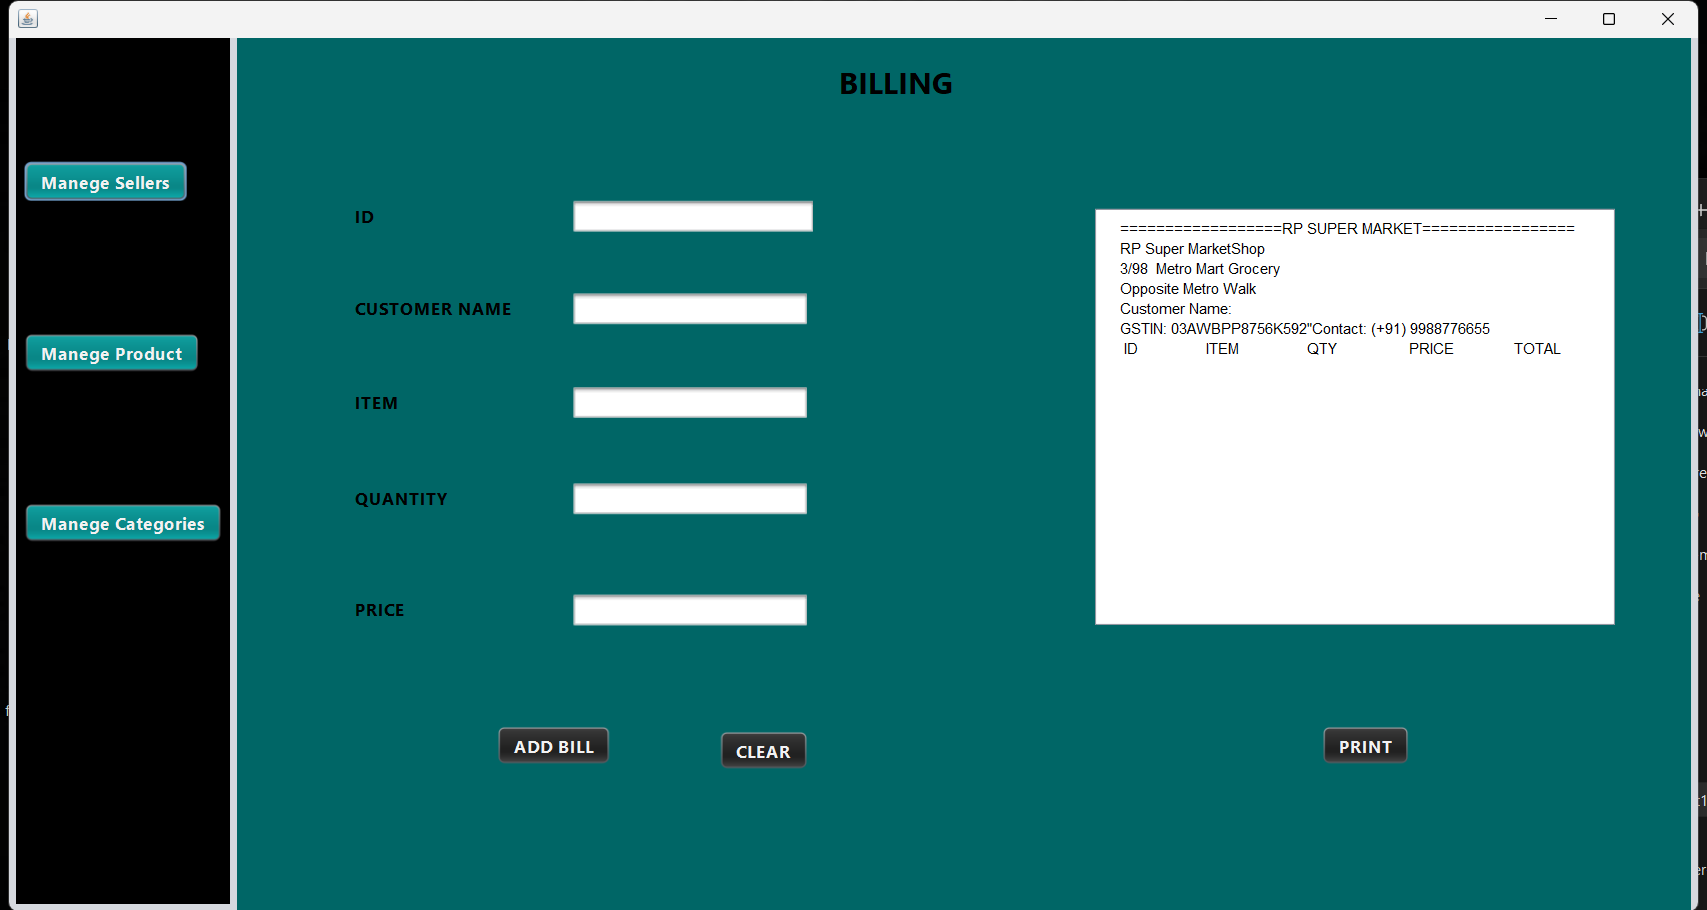 BILLING
Manege Sellers
Manege Product
Manege Categories
ID
CUSTOMER NAME
ITEM
QUANTITY
PRICE
ADD BILL
CLEAR
==================RP SUPER MARKET=================
RP Super MarketShop
3/98  Metro Mart Grocery
Opposite Metro Walk
Customer Name:
GSTIN: 03AWBPP8756K592"Contact: (+91) 9988776655
ID ITEM QTY PRICE TOTAL
PRINT